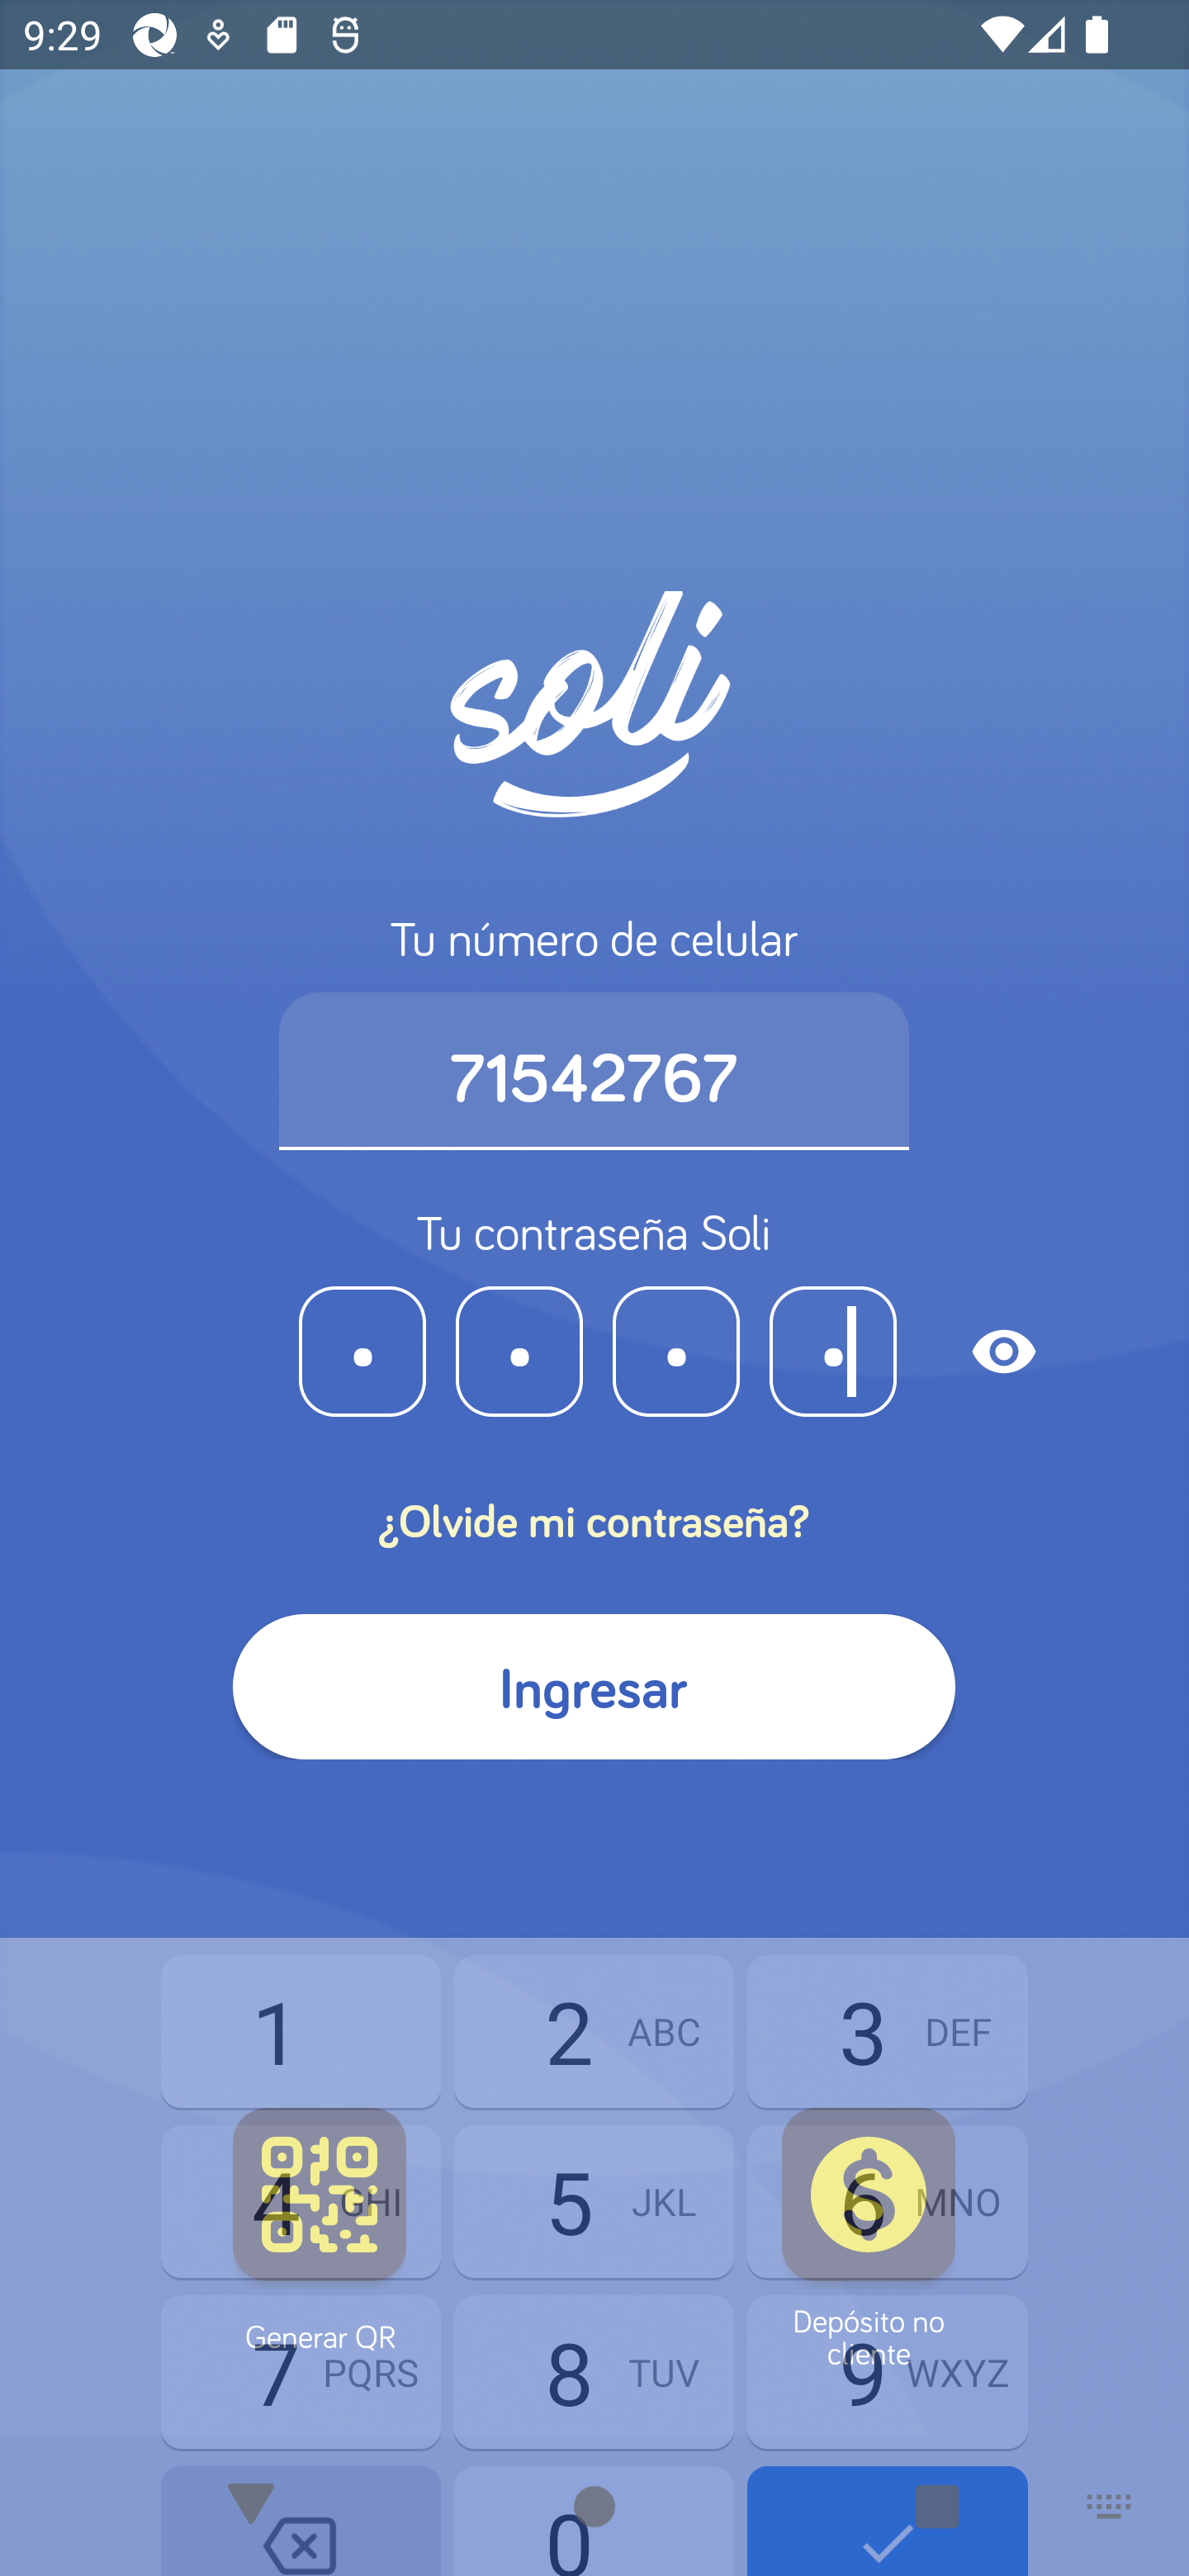 9:29
soli
Tu número de celular
71542767
Tu contraseña Soli
¿Olvide mi contraseña?
Ingresar
1
2 ABC
3 DEF
4 GHI
5 JKL
6 MNO
Generar QR
Depósito no
cliente
7 PQRS
8 TUV
9 WXYZ
0